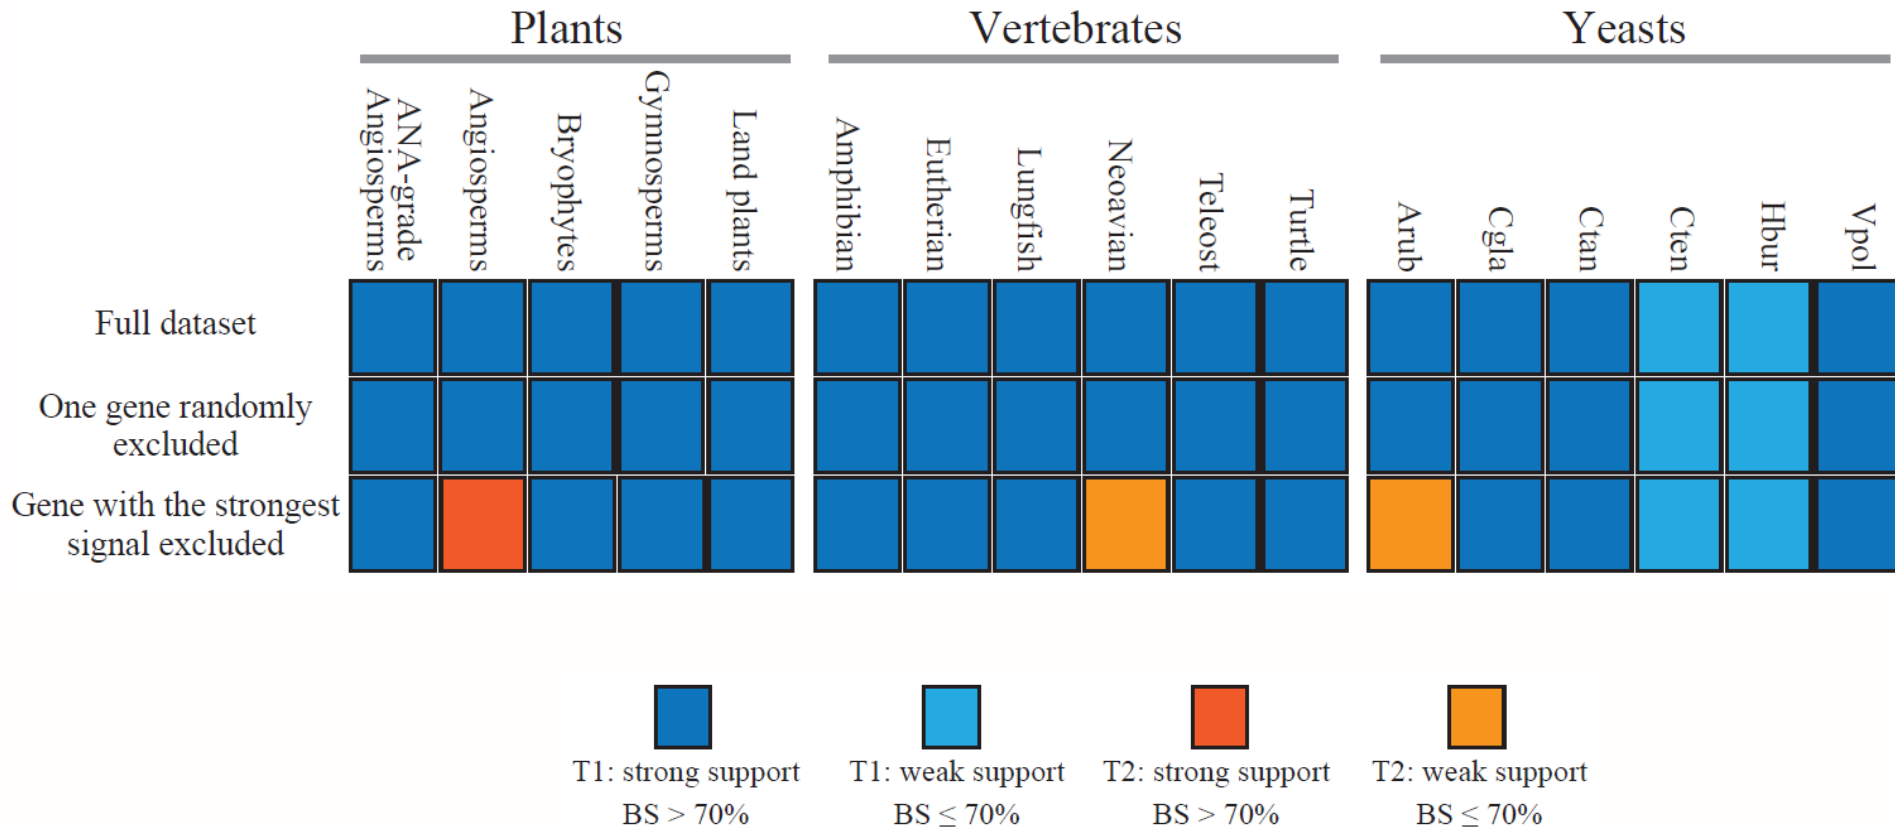 Plants
Vertebrates
Yeasts
ANA-grade
Angiosperms
Angiosperms
Bryophytes
Gymnosperms
Land plants
Amphibian
Eutherian
Lungfish
Neoavian
Teleost
Turtle
Arub
Cgla
Ctan
Cten
Hbur
Vpol
Full dataset
One gene randomly
excluded
Gene with the strongest
signal excluded
T1: strong support
BS > 70%
T1: weak support
BS ≤ 70%
T2: strong support
BS > 70%
T2: weak support
BS ≤ 70%